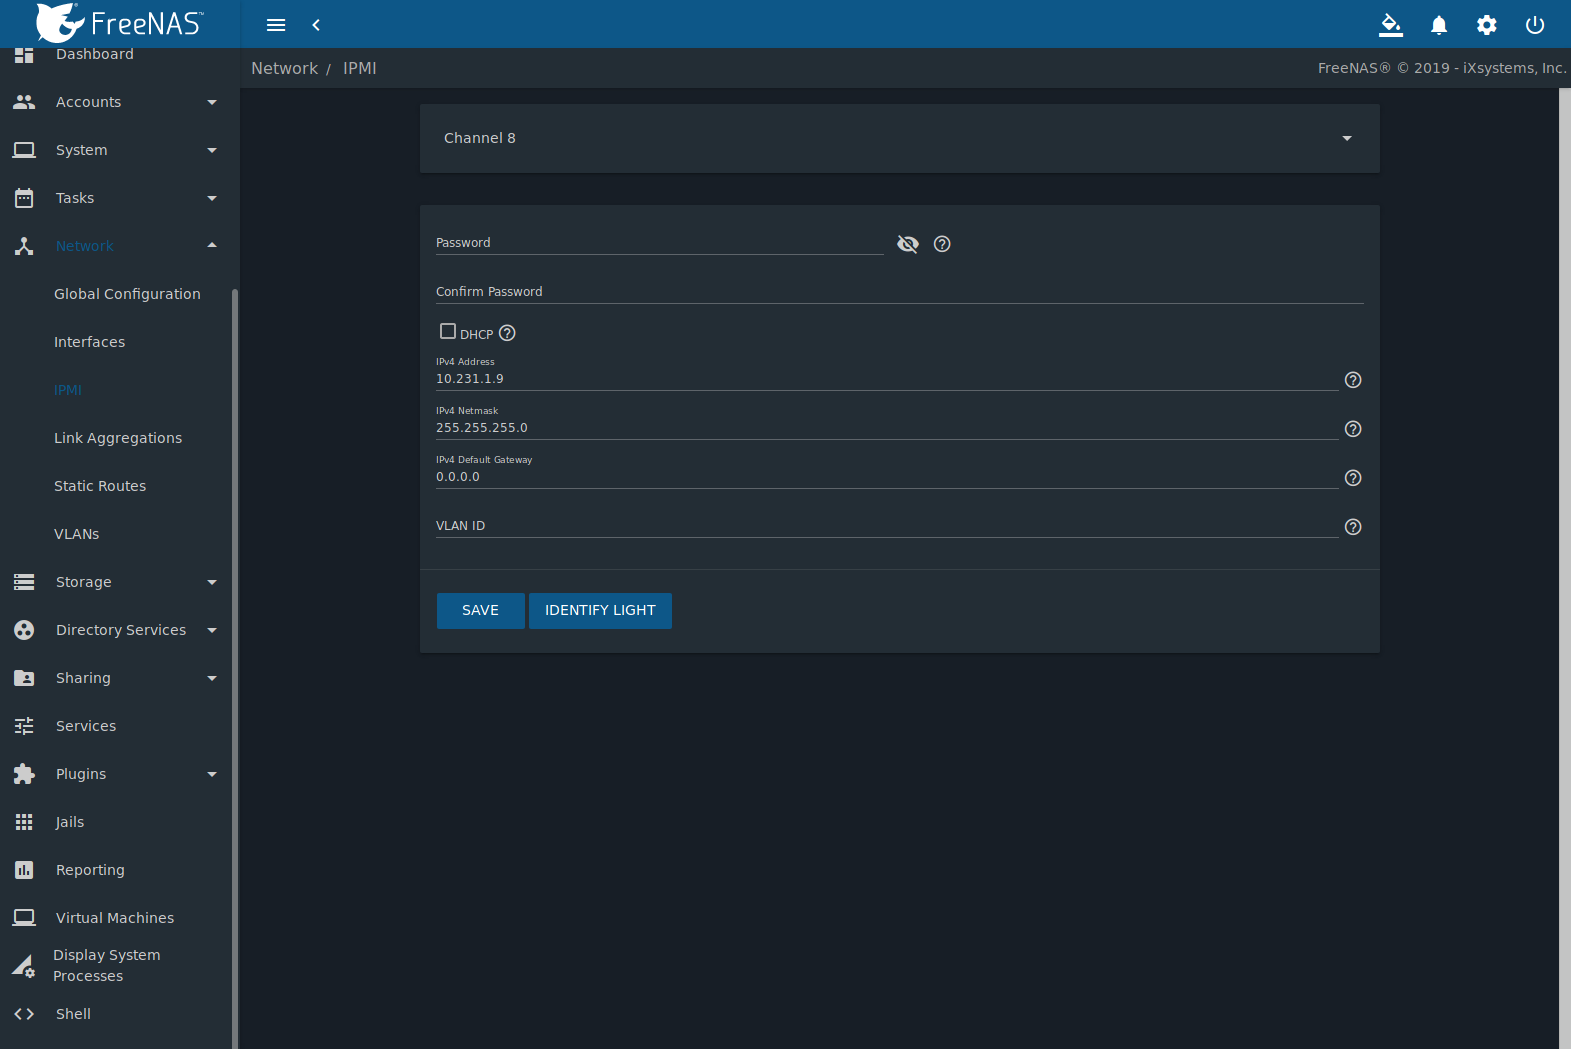 FreeNAS™
Network / IPMI
FreeNAS® © 2019 - iXsystems, Inc.
Dashboard
Accounts
System
Tasks
Network
Global Configuration
Interfaces
IPMI
Link Aggregations
Static Routes
VLANs
Storage
Directory Services
Sharing
Services
Plugins
Jails
Reporting
Virtual Machines
Display System
Processes
Shell
Channel 8
Password
Confirm Password
DHCP
IPv4 Address
10.231.1.9
IPv4 Netmask
255.255.255.0
IPv4 Default Gateway
0.0.0.0
VLAN ID
SAVE IDENTIFY LIGHT